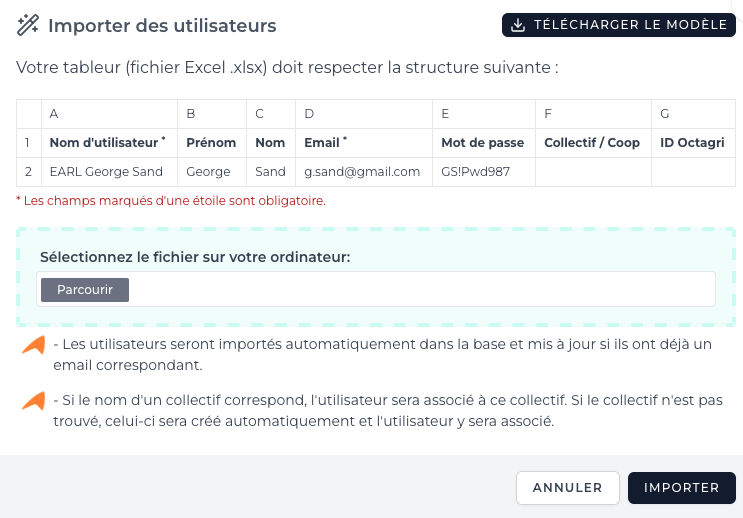 Importer des utilisateurs
TÉLÉCHARGER LE MODÈLE
Votre tableur (fichier Excel .xlsx) doit respecter la structure suivante :
A B C D E F G
1 Nom d'utilisateur * Prénom Nom Email * Mot de passe Collectif / Coop ID Octagri
2 EARL George Sand George Sand g.sand@gmail.com GS!Pwd987
* Les champs marqués d'une étoile sont obligatoire.
Sélectionnez le fichier sur votre ordinateur:
Parcourir
- Les utilisateurs seront importés automatiquement dans la base et mis à jour si ils ont déjà un
email correspondant.
- Si le nom d'un collectif correspond, l'utilisateur sera associé à ce collectif. Si le collectif n'est pas
trouvé, celui-ci sera créé automatiquement et l'utilisateur y sera associé.
ANNULER
IMPORTER